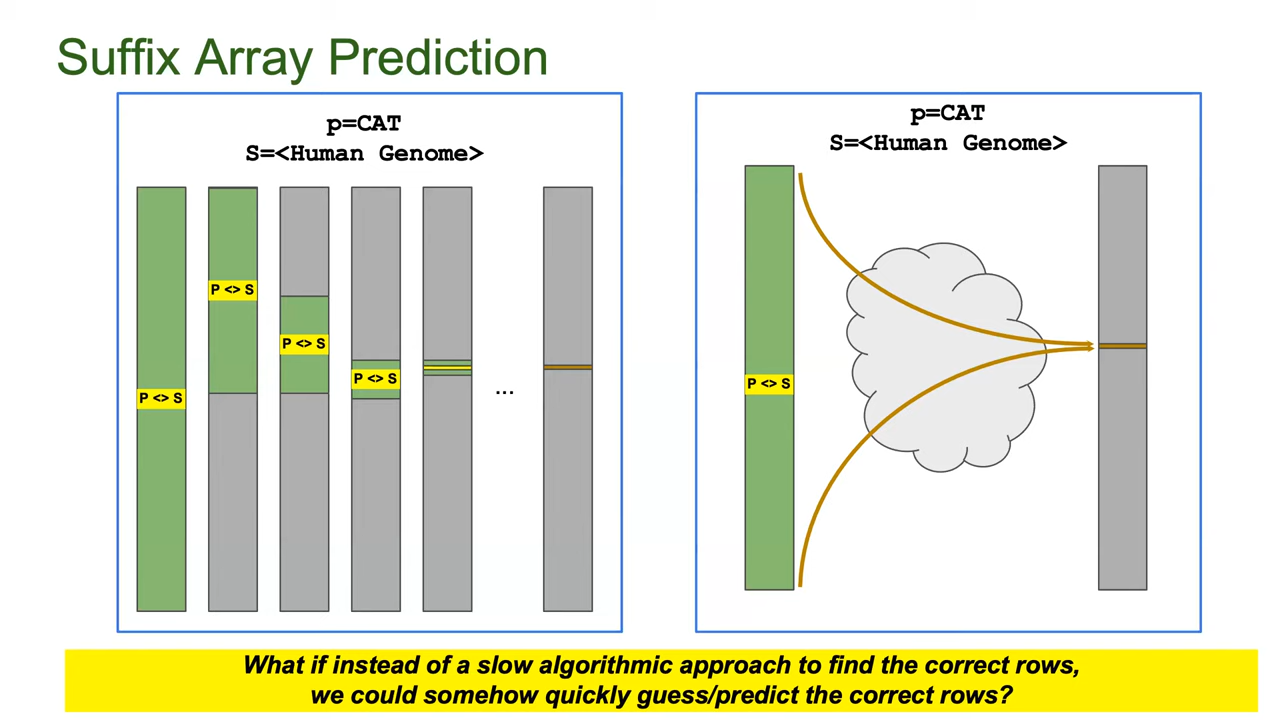 Suffix Array Prediction
p=CAT
S=<Human Genome>
P <> S
P <> S
P <> S
P <> S
...
p=CAT
S=<Human Genome>
P <> S
What if instead of a slow algorithmic approach to find the correct rows,
we could somehow quickly guess/predict the correct rows?